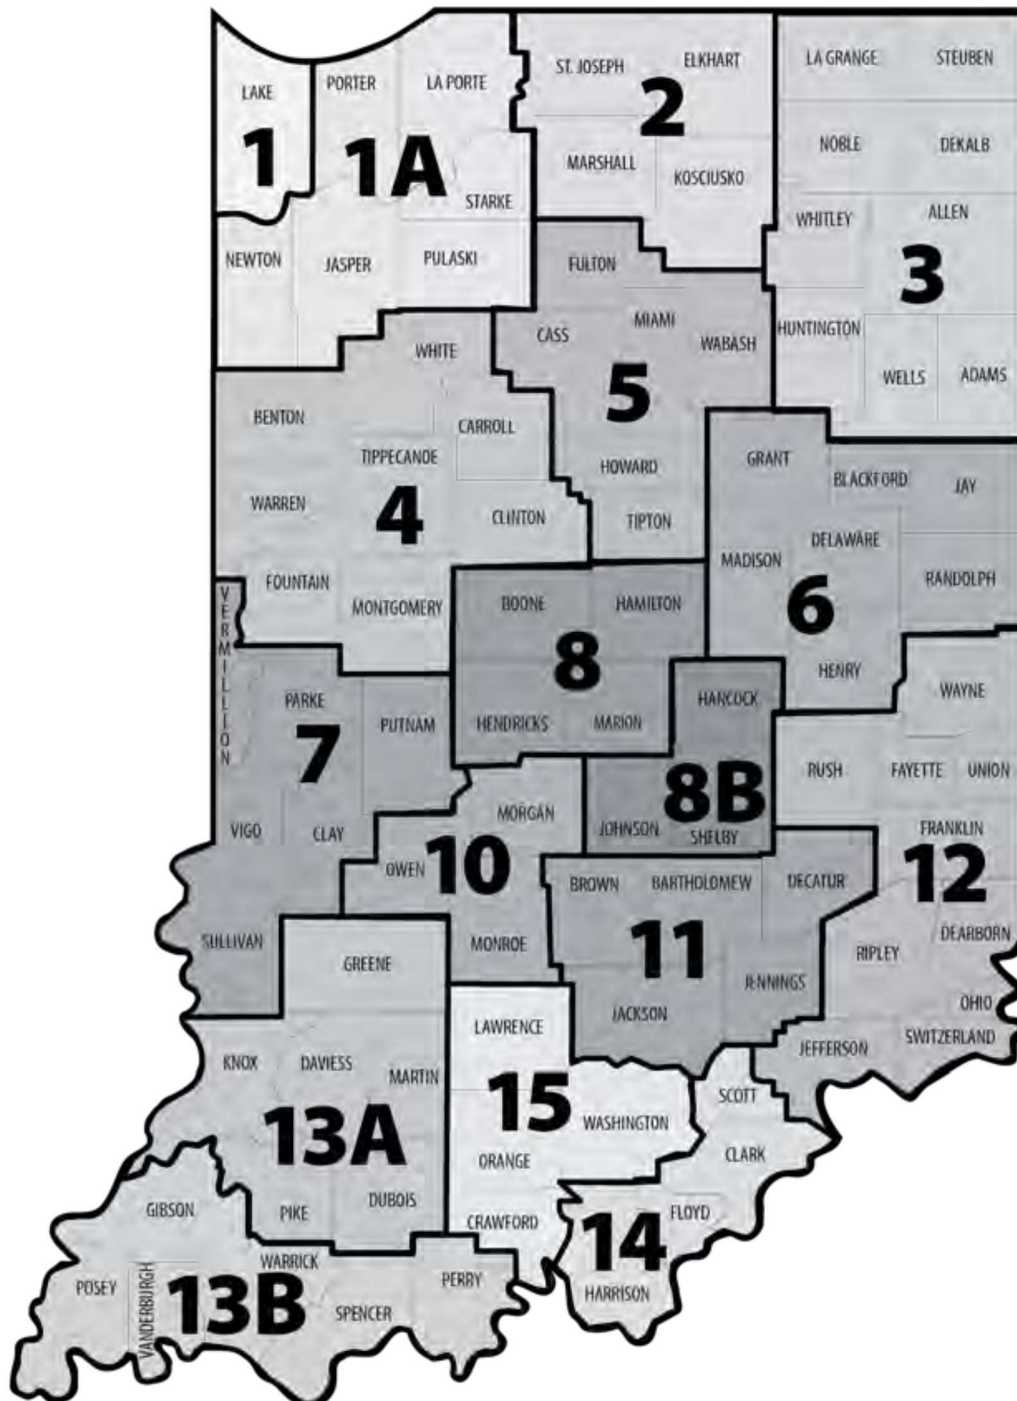 LAKE
PORTER
LA PORTE
1
1A
STARKE
NEWTON
JASPER
PULASKI
ST. JOSEPH
ELKHART
2
MARSHALL
KOSCIUSKO
LA GRANGE
STEUBEN
NOBLE
DEKALB
WHITLEY
ALLEN
3
HUNTINGTON
WELLS
ADAMS
FULTON
CASS
MIAMI
WABASH
5
HOWARD
TIPTON
WHITE
BENTON
CARROLL
TIPPECANOE
WARREN
4
CLINTON
FOUNTAIN
MONTGOMERY
GRANT
BLACKFORD
JAY
DELAWARE
MADISON
6
RANDOLPH
HENRY
BOONE
HAMILTON
8
HENDRICKS
MARION
HARCOCK
8B
JOHNSON
SHELBY
VERMILLION
PARKE
PUTNAM
7
VIGO
CLAY
SULLIVAN
MORGAN
OWEN
10
MONROE
BROWN
BARTHOLOMEW
DECATUR
11
JENNINGS
JACKSON
WAYNE
RUSH
FAYETTE
UNION
FRANKLIN
12
DEARBORN
RIPLEY
OHIO
JEFFERSON
SWITZERLAND
GREENE
KNOX
DAVIESS
MARTIN
13A
PIKE
DUBOIS
LAWRENCE
15
WASHINGTON
ORANGE
CRAWFORD
SCOTT
CLARK
FLOYD
14
HARRISON
GIBSON
POSEY
VANDERBURGH
WARRICK
13B
SPENCER
PERRY